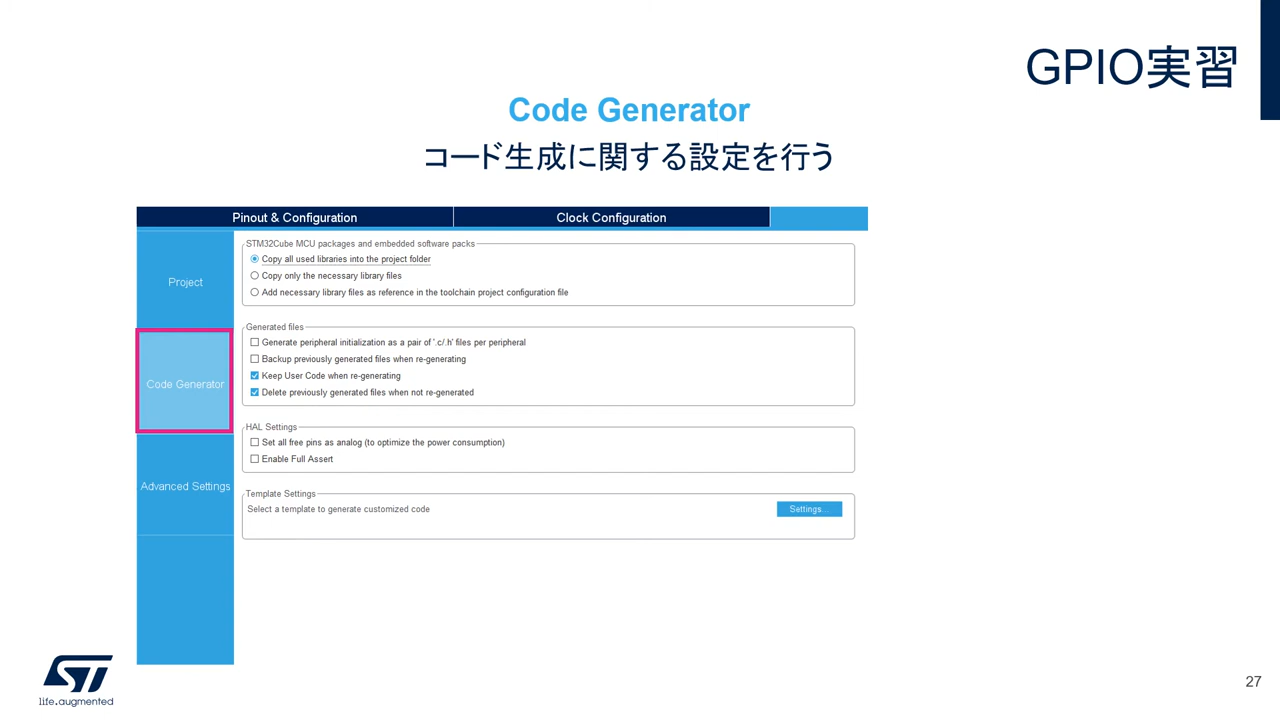 GPIO実習
Code Generator
コード生成に関する設定を行う
Pinout & Configuration
Clock Configuration
Project
Code Generator
Advanced Settings
STM32Cube MCU packages and embedded software packs
Copy all used libraries into the project folder
Copy only the necessary library files
Add necessary library files as reference in the toolchain project configuration file
Generated files
Generate peripheral initialization as a pair of '.c/.h' files per peripheral
Backup previously generated files when re-generating
Keep User Code when re-generating
Delete previously generated files when not re-generated
HAL Settings
Set all free pins as analog (to optimize the power consumption)
Enable Full Assert
Template Settings
Select a template to generate customized code
Settings...
ST
life.augmented
27